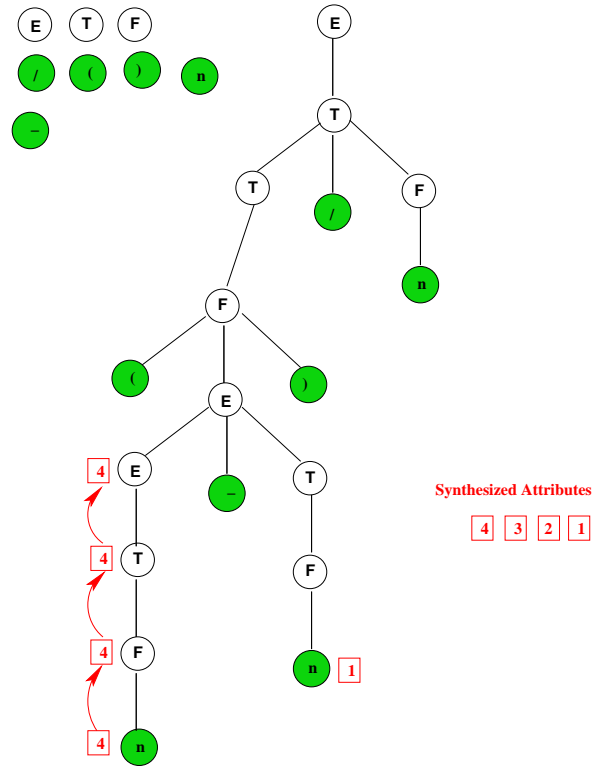 E T F
E
/ ( ) n
T
–
T / F
n
F
( )
E
4 E – T
Synthesized Attributes
4 3 2 1
4 T F
4 F n 1
4 n